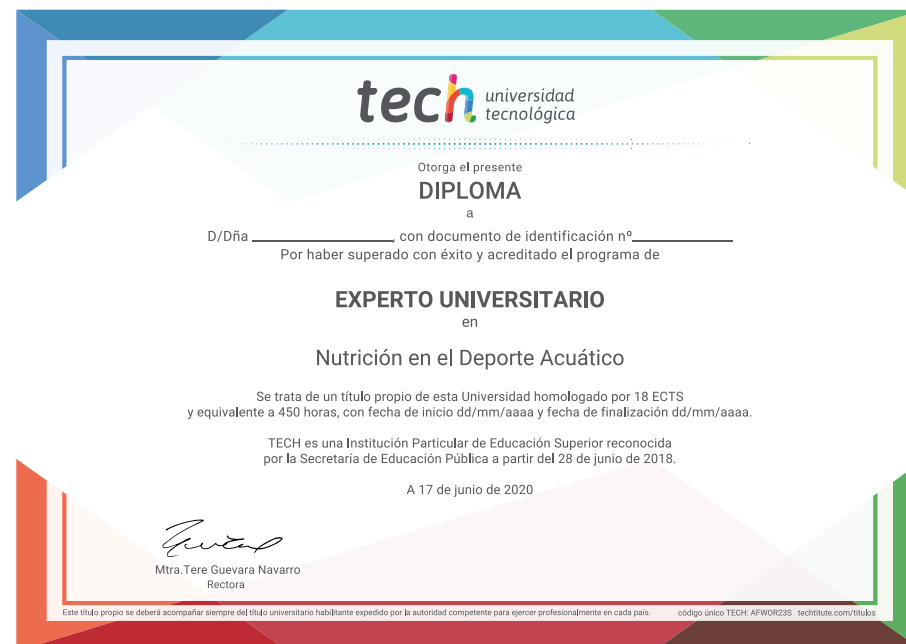 tech universidad
tecnológica
Otorga el presente
DIPLOMA
a
D/Dña ____________________, con documento de identificación nº______________
Por haber superado con éxito y acreditado el programa de
EXPERTO UNIVERSITARIO
en
Nutrición en el Deporte Acuático
Se trata de un título propio de esta Universidad homologado por 18 ECTS
y equivalente a 450 horas, con fecha de inicio dd/mm/aaaa y fecha de finalización dd/mm/aaaa.
TECH es una Institución Particular de Educación Superior reconocida
por la Secretaría de Educación Pública a partir del 28 de junio de 2018.
A 17 de junio de 2020
Mtra.Tere Guevara Navarro
Rectora
Este título propio se deberá acompañar siempre del título universitario habilitante expedido por la autoridad competente para ejercer profesionalmente en cada país. código único TECH: AFWOR23S techtitute.com/titulos